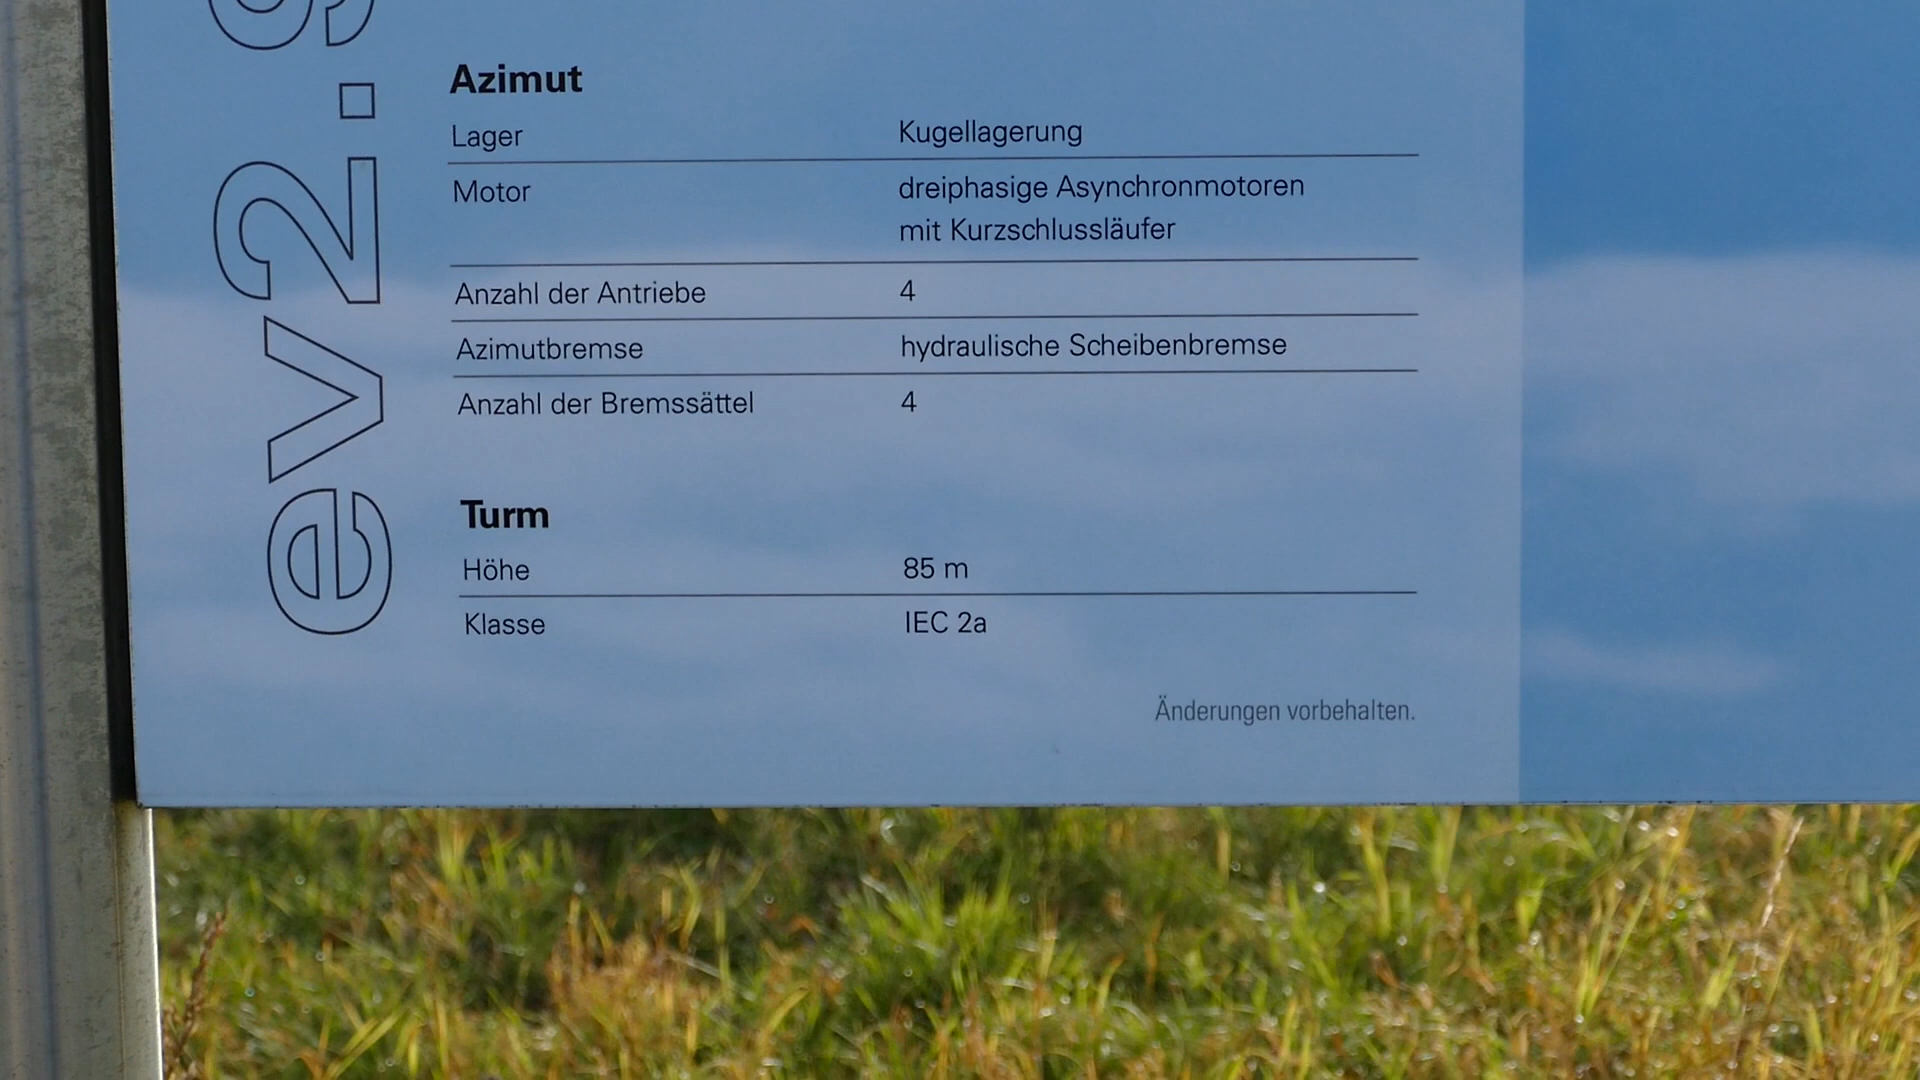 ev2.9
Azimut
Lager Kugellagerung
Motor dreiphasige Asynchronmotoren
mit Kurzschlussläufer
Anzahl der Antriebe 4
Azimutbremse hydraulische Scheibenbremse
Anzahl der Bremssättel 4
Turm
Höhe 85 m
Klasse IEC 2a
Änderungen vorbehalten.